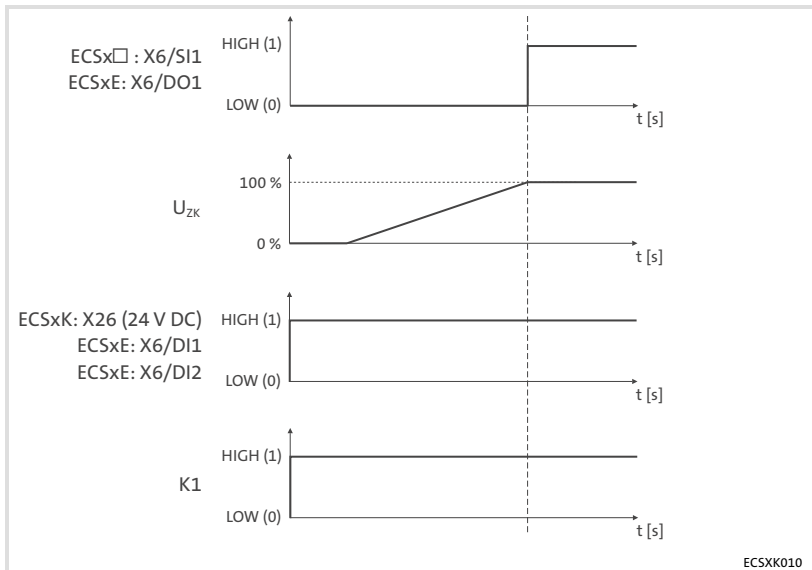 ECSx□ : X6/SI1
ECSxE: X6/DO1
HIGH (1)
LOW (0)
t [s]
UZK
100 %
0 %
t [s]
ECSxK: X26 (24 V DC)
ECSxE: X6/DI1
ECSxE: X6/DI2
HIGH (1)
LOW (0)
t [s]
K1
HIGH (1)
LOW (0)
t [s]
ECSXK010